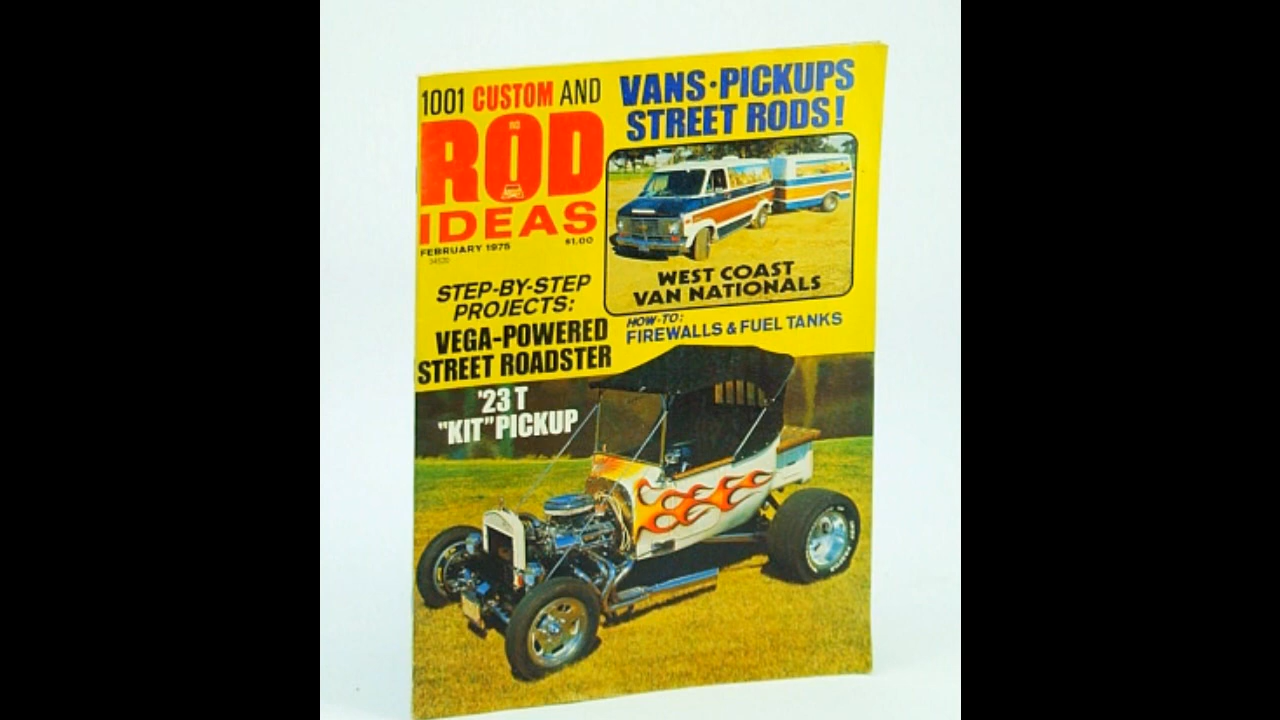 1001 CUSTOM AND
ROD
IDEAS
FEBRUARY 1975
$1.00
VANS·PICKUPS
STREET RODS!
WEST COAST
VAN NATIONALS
HOW-TO:
FIREWALLS & FUEL TANKS
STEP-BY-STEP
PROJECTS:
VEGA-POWERED
STREET ROADSTER
'23 T
"KIT" PICKUP